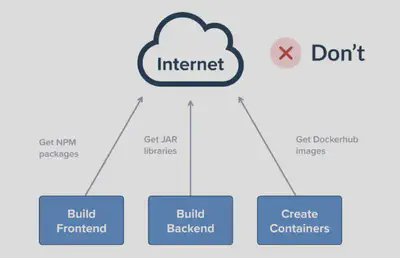 Internet
Don't
Get NPM
packages
Get JAR
libraries
Get Dockerhub
images
Build
Frontend
Build
Backend
Create
Containers